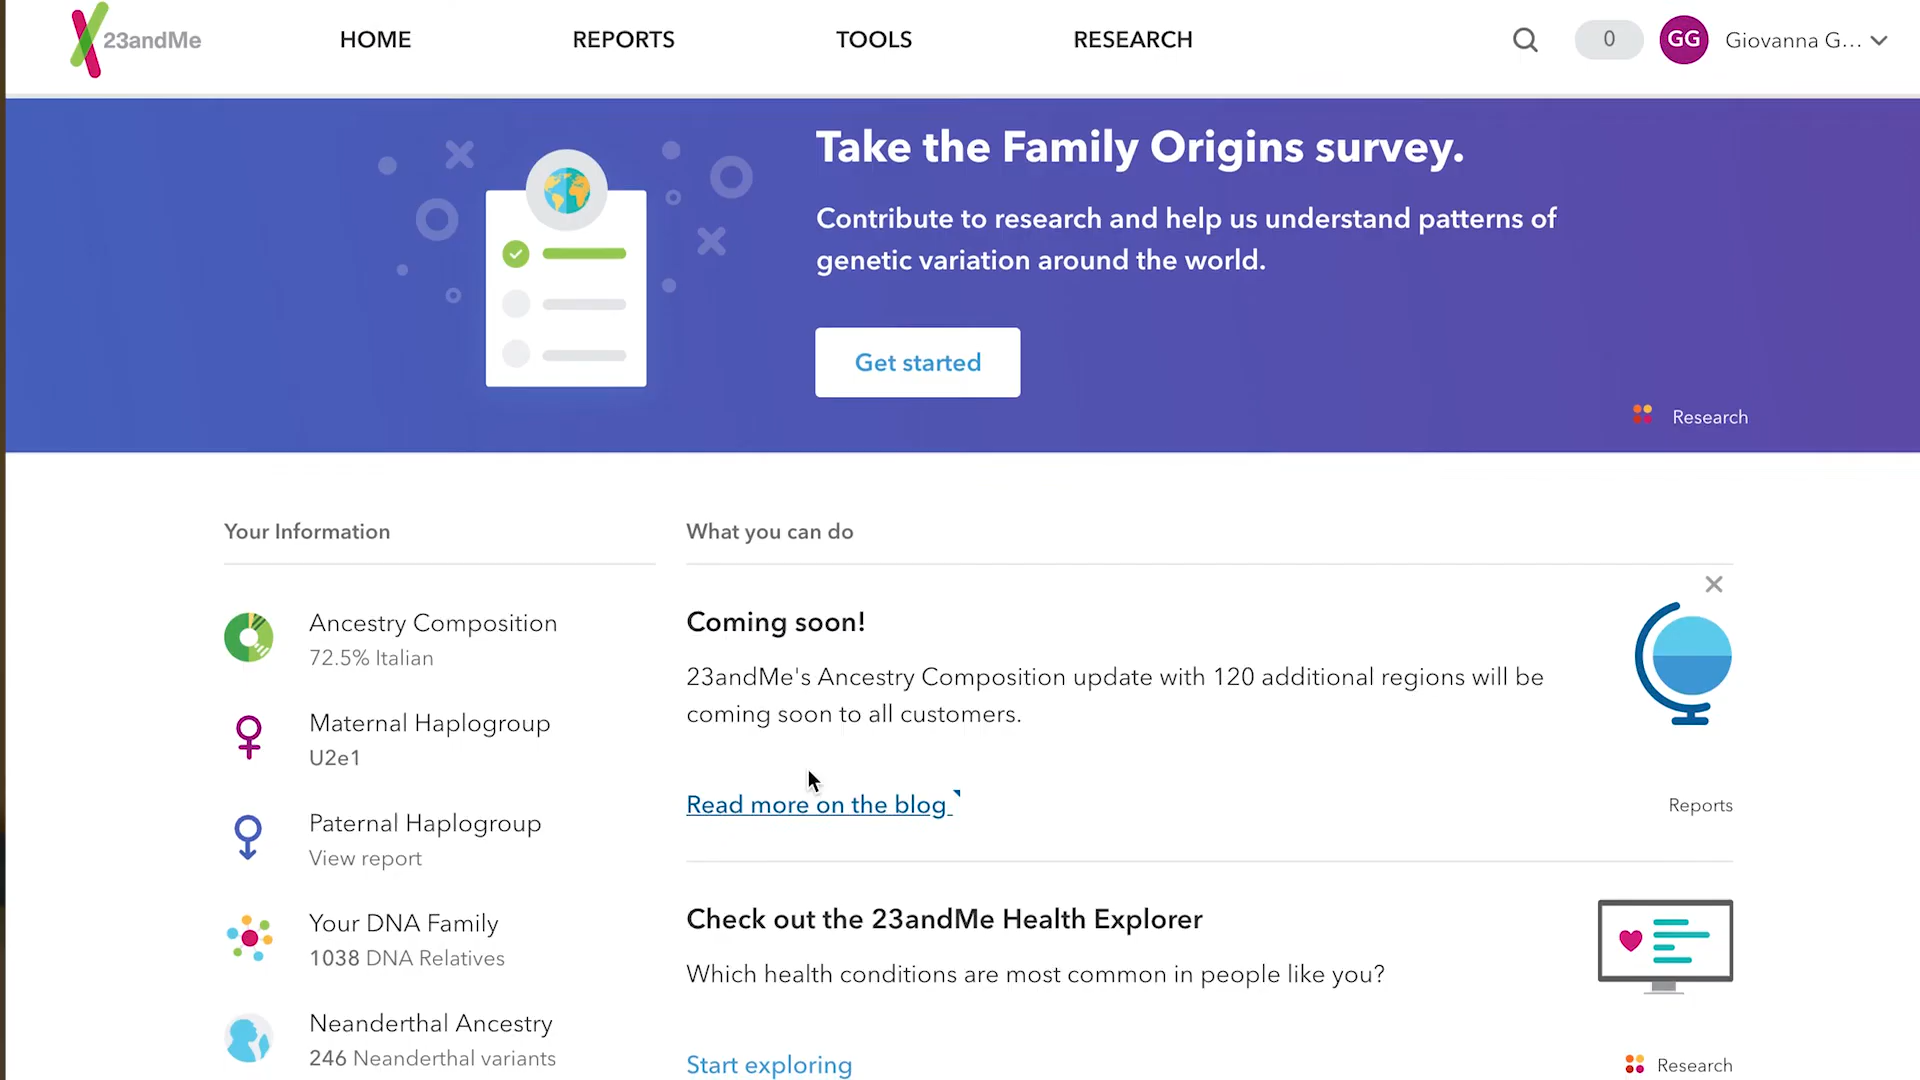 23andMe
HOME
REPORTS
TOOLS
RESEARCH
0
GG
Giovanna G...
Take the Family Origins survey.
Contribute to research and help us understand patterns of
genetic variation around the world.
Get started
Research
Your Information
Ancestry Composition
72.5% Italian
Maternal Haplogroup
U2e1
Paternal Haplogroup
View report
Your DNA Family
1038 DNA Relatives
Neanderthal Ancestry
246 Neanderthal variants
What you can do
Coming soon!
23andMe's Ancestry Composition update with 120 additional regions will be
coming soon to all customers.
Read more on the blog
Reports
Check out the 23andMe Health Explorer
Which health conditions are most common in people like you?
Start exploring
Research